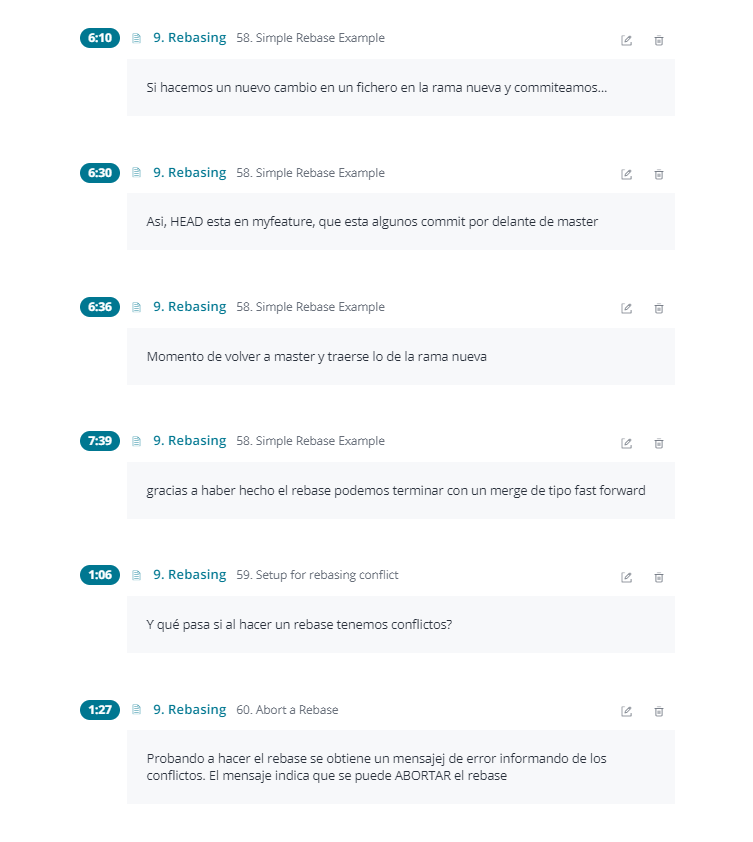 6:10 9. Rebasing 58. Simple Rebase Example
Si hacemos un nuevo cambio en un fichero en la rama nueva y commiteamos...
6:30 9. Rebasing 58. Simple Rebase Example
Asi, HEAD esta en myfeature, que esta algunos commit por delante de master
6:36 9. Rebasing 58. Simple Rebase Example
Momento de volver a master y traerse lo de la rama nueva
7:39 9. Rebasing 58. Simple Rebase Example
gracias a haber hecho el rebase podemos terminar con un merge de tipo fast forward
1:06 9. Rebasing 59. Setup for rebasing conflict
Y qué pasa si al hacer un rebase tenemos conflictos?
1:27 9. Rebasing 60. Abort a Rebase
Probando a hacer el rebase se obtiene un mensajej de error informando de los
conflictos. El mensaje indica que se puede ABORTAR el rebase